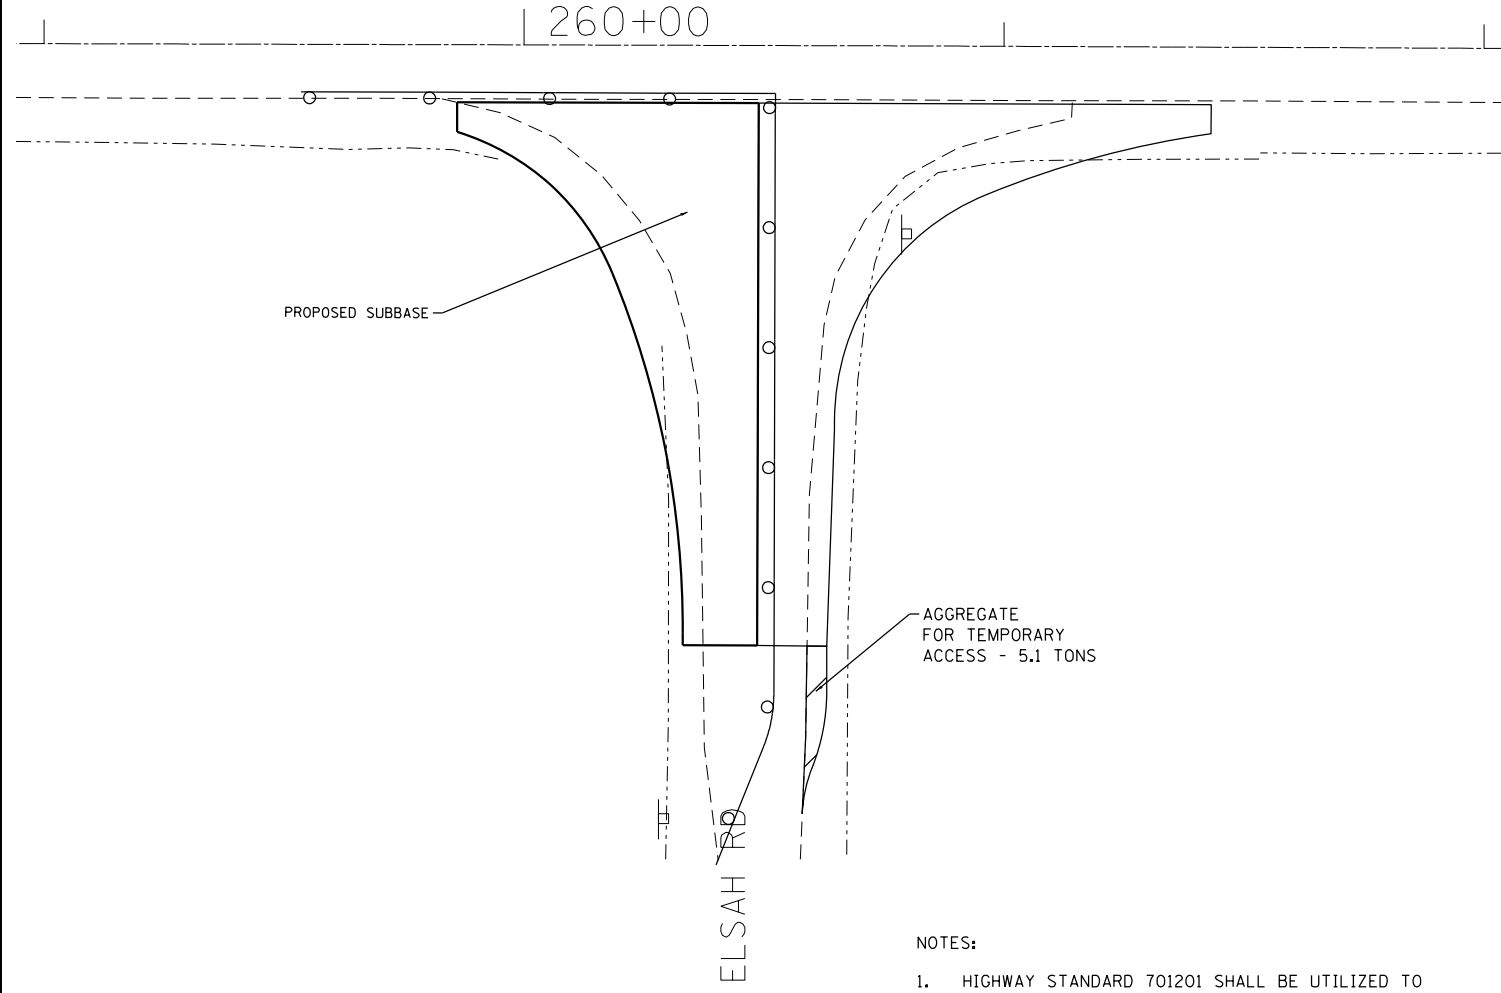 260+00
PROPOSED SUBBASE
AGGREGATE
FOR TEMPORARY
ACCESS - 5.1 TONS
ELSAH RD
NOTES:
1. HIGHWAY STANDARD 701201 SHALL BE UTILIZED TO